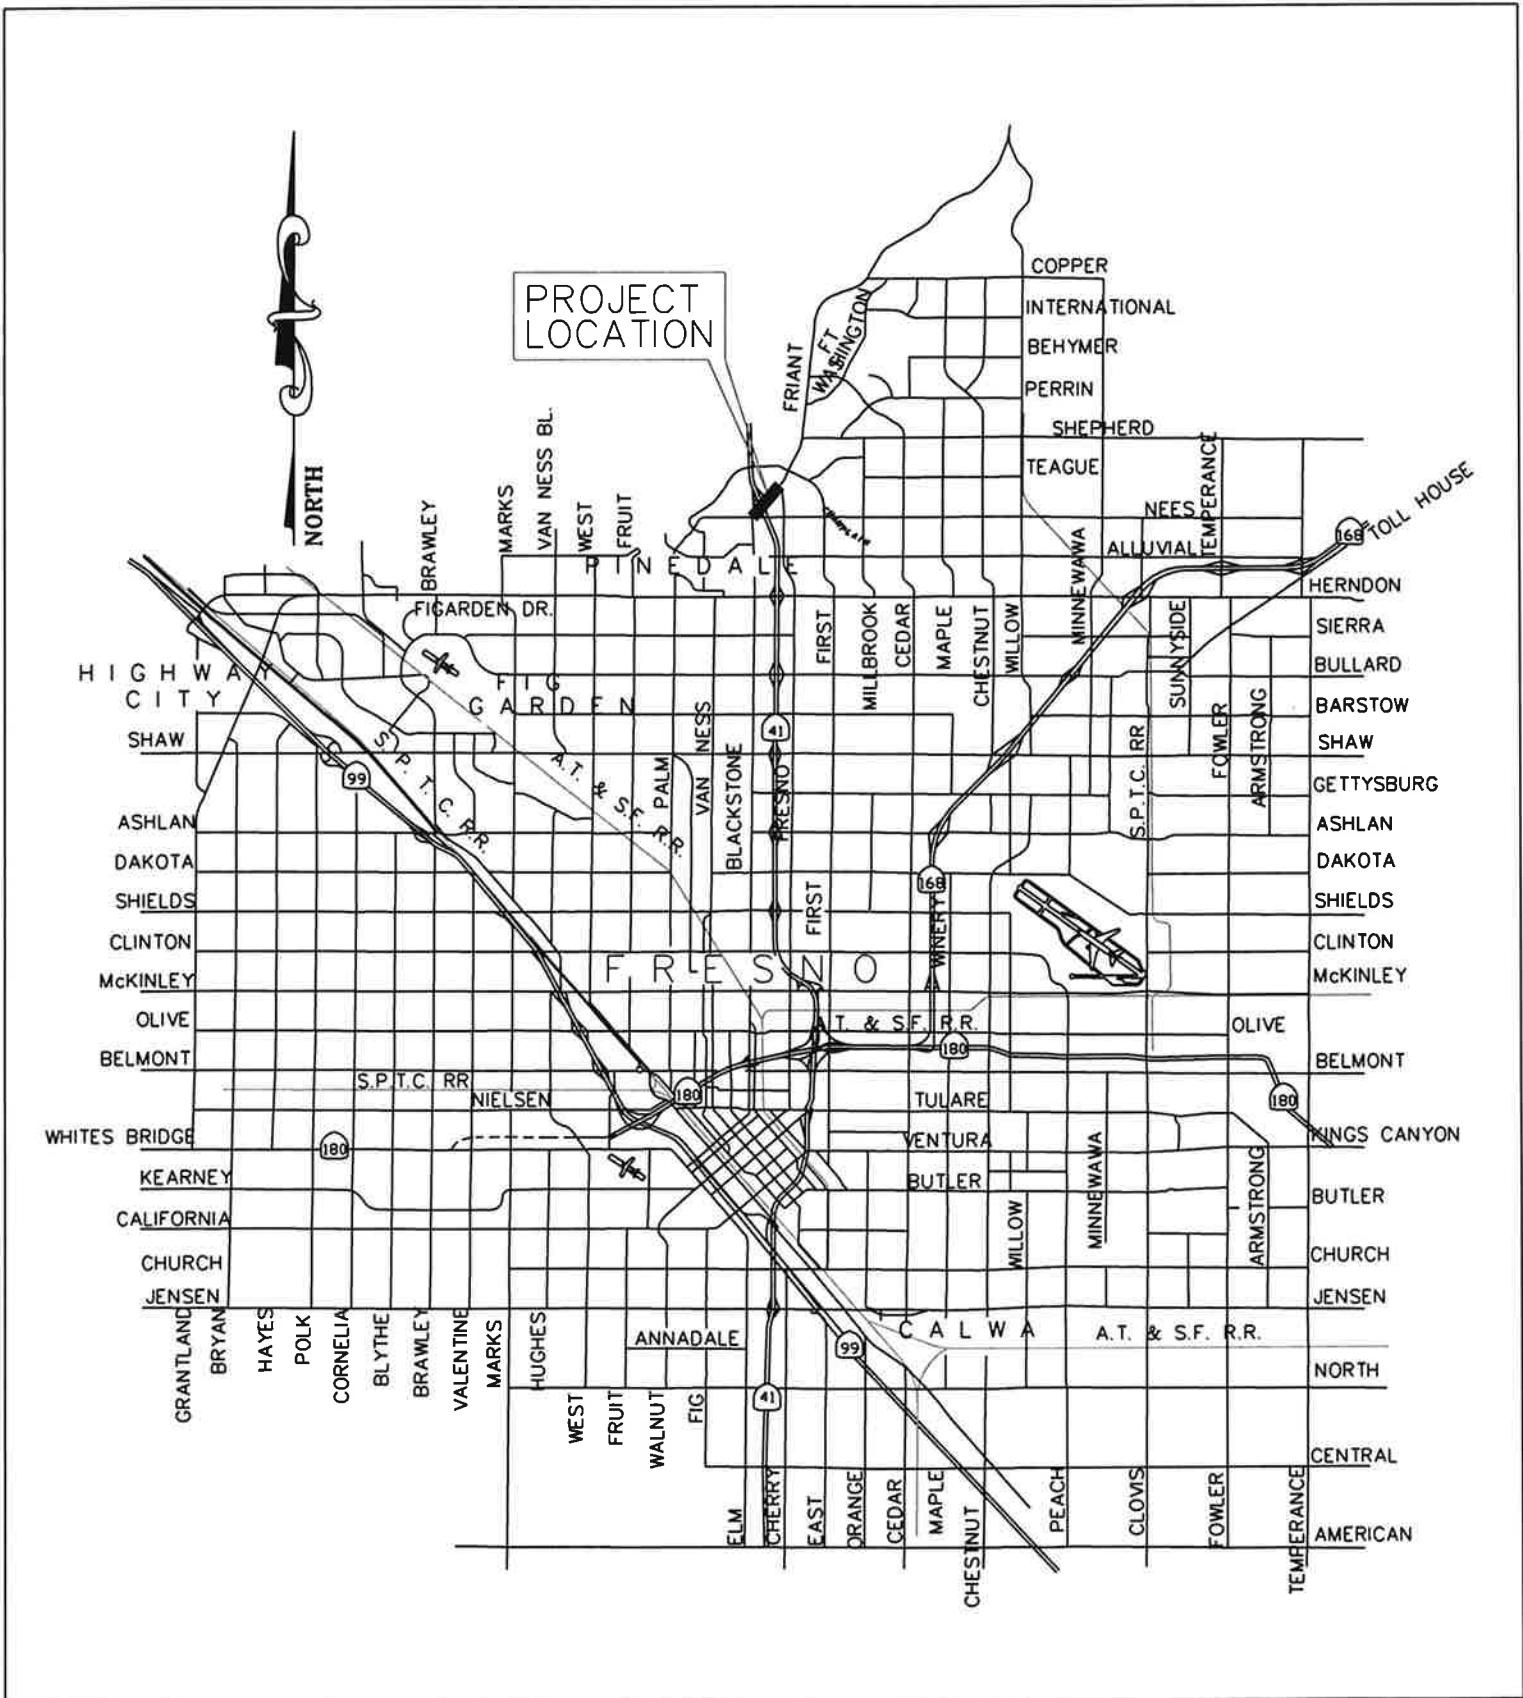 COPPER
PROJECT
LOCATION
INTERNATIONAL
FT
WASHINGTON
BEHYMER
FRIANT
PERRIN
VAN NESS BL.
SHEPHERD
TEAGUE
NORTH
BRAWLEY
MARKS
WEST
FRUIT
NEES
TEMPERANCE
168
TOLL HOUSE
MINNEWAWA
ALLUVIAL
PINEDALE
HERNDON
FIGARDEN DR.
FIRST
MILLBROOK
CEDAR
MAPLE
CHESTNUT
WILLOW
SUNNYSIDE
SIERRA
BULLARD
HIGHWAY
CITY
FIG
GARDEN
VAN NESS
BARSTOW
FOWLER
ARMSTRONG
41
SHAW
SHAW
S. P. T. C. R.R.
A.T. & S.F. R.R.
PALM
BLACKSTONE
FRESNO
S.P.T.C. RR
99
GETTYSBURG
ASHLAN
ASHLAN
DAKOTA
DAKOTA
168
SHIELDS
SHIELDS
FIRST
WINERY
CLINTON
CLINTON
FRESNO
McKINLEY
McKINLEY
OLIVE
A.T. & S.F. R.R.
OLIVE
BELMONT
180
BELMONT
S.P.T.C. RR
NIELSEN
180
TULARE
180
WHITES BRIDGE
180
VENTURA
KINGS CANYON
KEARNEY
BUTLER
MINNEWAWA
ARMSTRONG
BUTLER
CALIFORNIA
WILLOW
CHURCH
CHURCH
JENSEN
JENSEN
GRANTLAND
BRYAN
HAYES
POLK
CORNELIA
BLYTHE
BRAWLEY
VALENTINE
MARKS
HUGHES
ANNADALE
CALWA
A.T. & S.F. R.R.
99
NORTH
WEST
FRUIT
WALNUT
FIG
41
CENTRAL
ELM
CHERRY
EAST
ORANGE
CEDAR
MAPLE
CHESTNUT
PEACH
CLOVIS
FOWLER
TEMPERANCE
AMERICAN